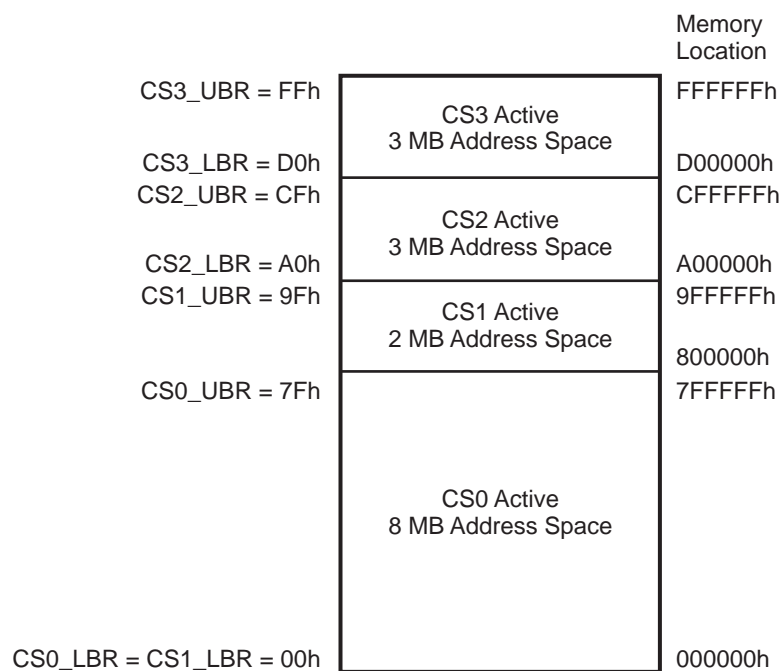 Memory
Location
CS3_UBR = FFh
FFFFFFh
CS3 Active
3 MB Address Space
CS3_LBR = D0h
D00000h
CS2_UBR = CFh
CFFFFFh
CS2 Active
3 MB Address Space
CS2_LBR = A0h
A00000h
CS1_UBR = 9Fh
9FFFFFh
CS1 Active
2 MB Address Space
800000h
CS0_UBR = 7Fh
7FFFFFh
CS0 Active
8 MB Address Space
CS0_LBR = CS1_LBR = 00h
000000h